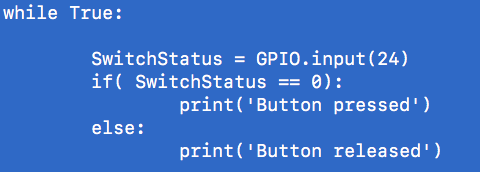 while True:
SwitchStatus = GPIO.input(24)
if( SwitchStatus == 0):
print('Button pressed')
else:
print('Button released')